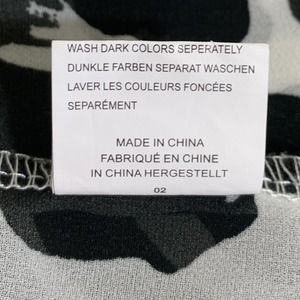 WASH DARK COLORS SEPERATELY
DUNKLE FARBEN SEPARAT WASCHEN
LAVER LES COULEURS FONCÉES
SEPARÉMENT
MADE IN CHINA
FABRIQUÉ EN CHINE
IN CHINA HERGESTELLT
02